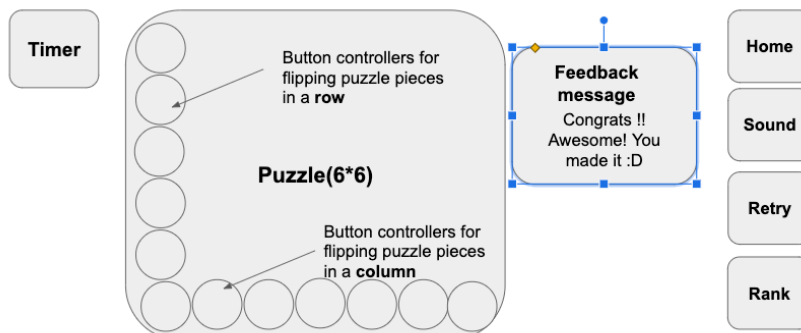 Timer
Button controllers for
flipping puzzle pieces
in a row
Puzzle(6*6)
Button controllers for
flipping puzzle pieces
in a column
Feedback
message
Congrats !!
Awesome! You
made it :D
Home
Sound
Retry
Rank